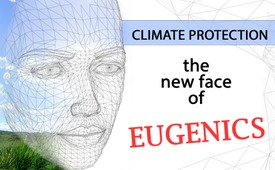 CLIMATE PROTECTION
the
new face
of
EUGENICS